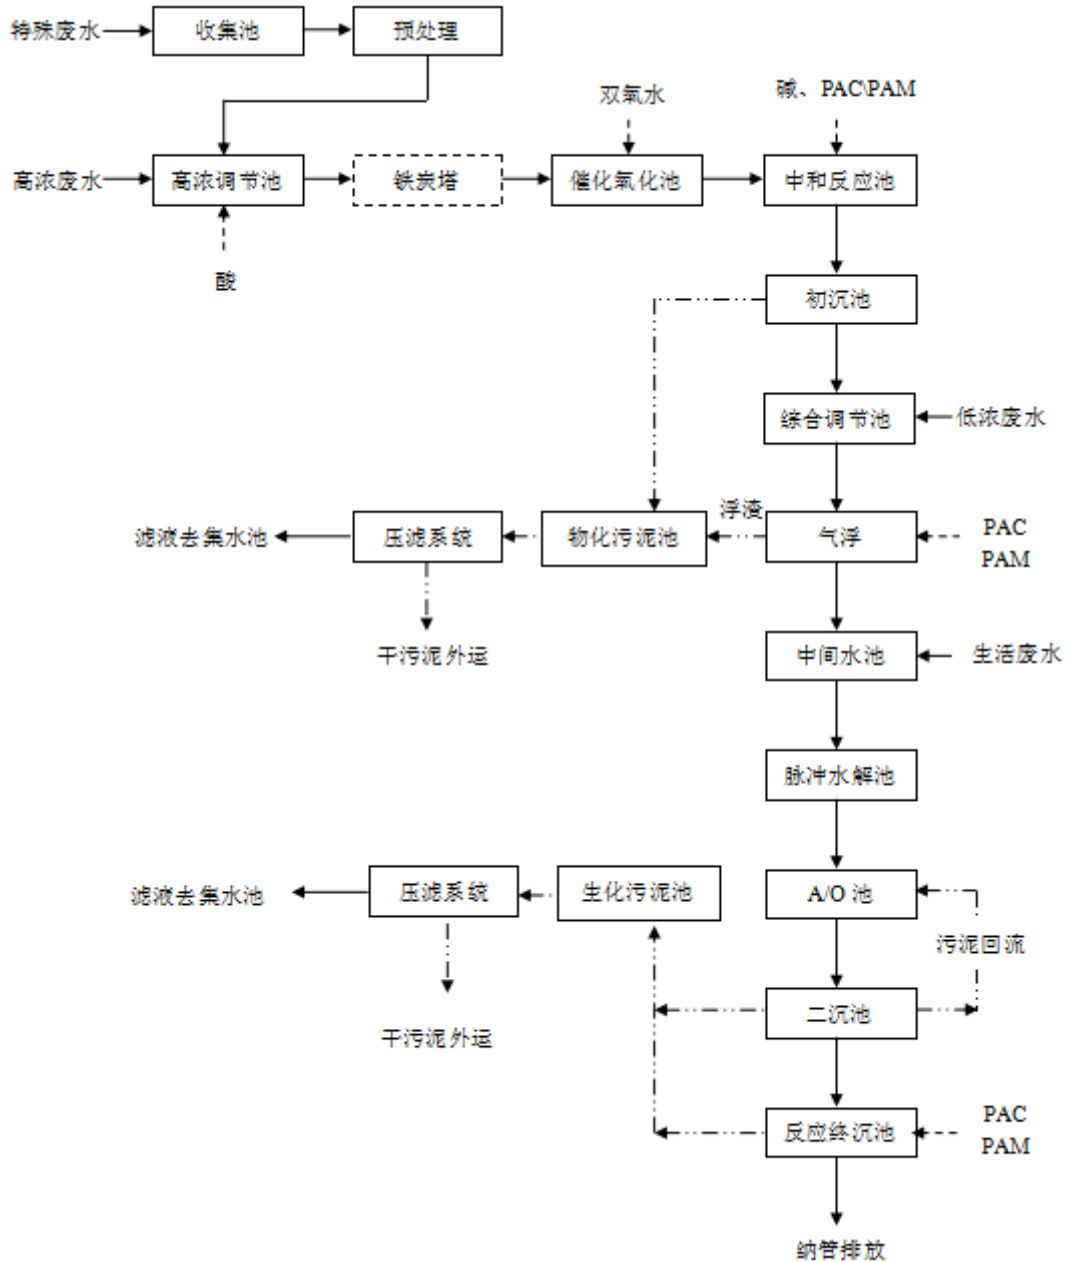 特殊废水
收集池
预处理
双氧水
碱、PAC\PAM
高浓废水
高浓调节池
铁炭塔
催化氧化池
中和反应池
酸
初沉池
综合调节池
低浓废水
浮渣
滤液去集水池
压滤系统
物化污泥池
气浮
PAC
PAM
干污泥外运
中间水池
生活废水
脉冲水解池
滤液去集水池
压滤系统
生化污泥池
A/O 池
污泥回流
二沉池
干污泥外运
反应终沉池
PAC
PAM
纳管排放